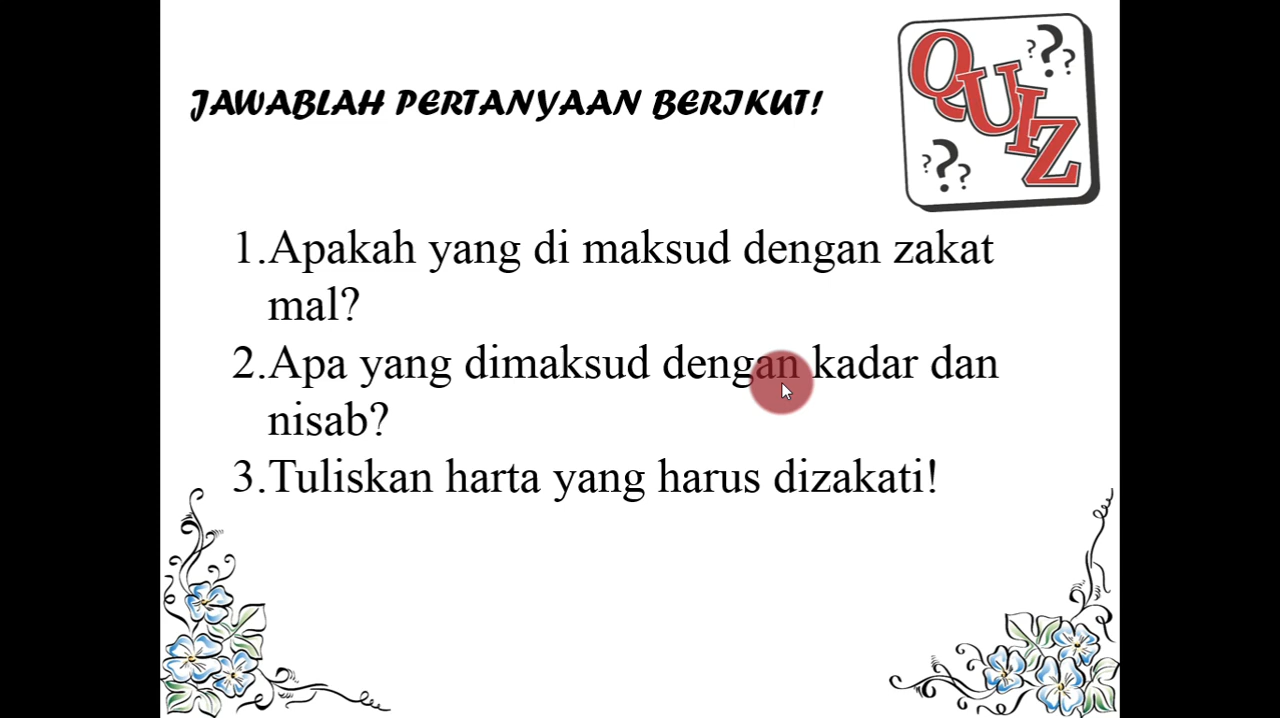 JAWABLAH PERTANYAAN BERIKUT!
QUIZ
???
???
1.Apakah yang di maksud dengan zakat
mal?
2.Apa yang dimaksud dengan kadar dan
nisab?
3.Tuliskan harta yang harus dizakati!